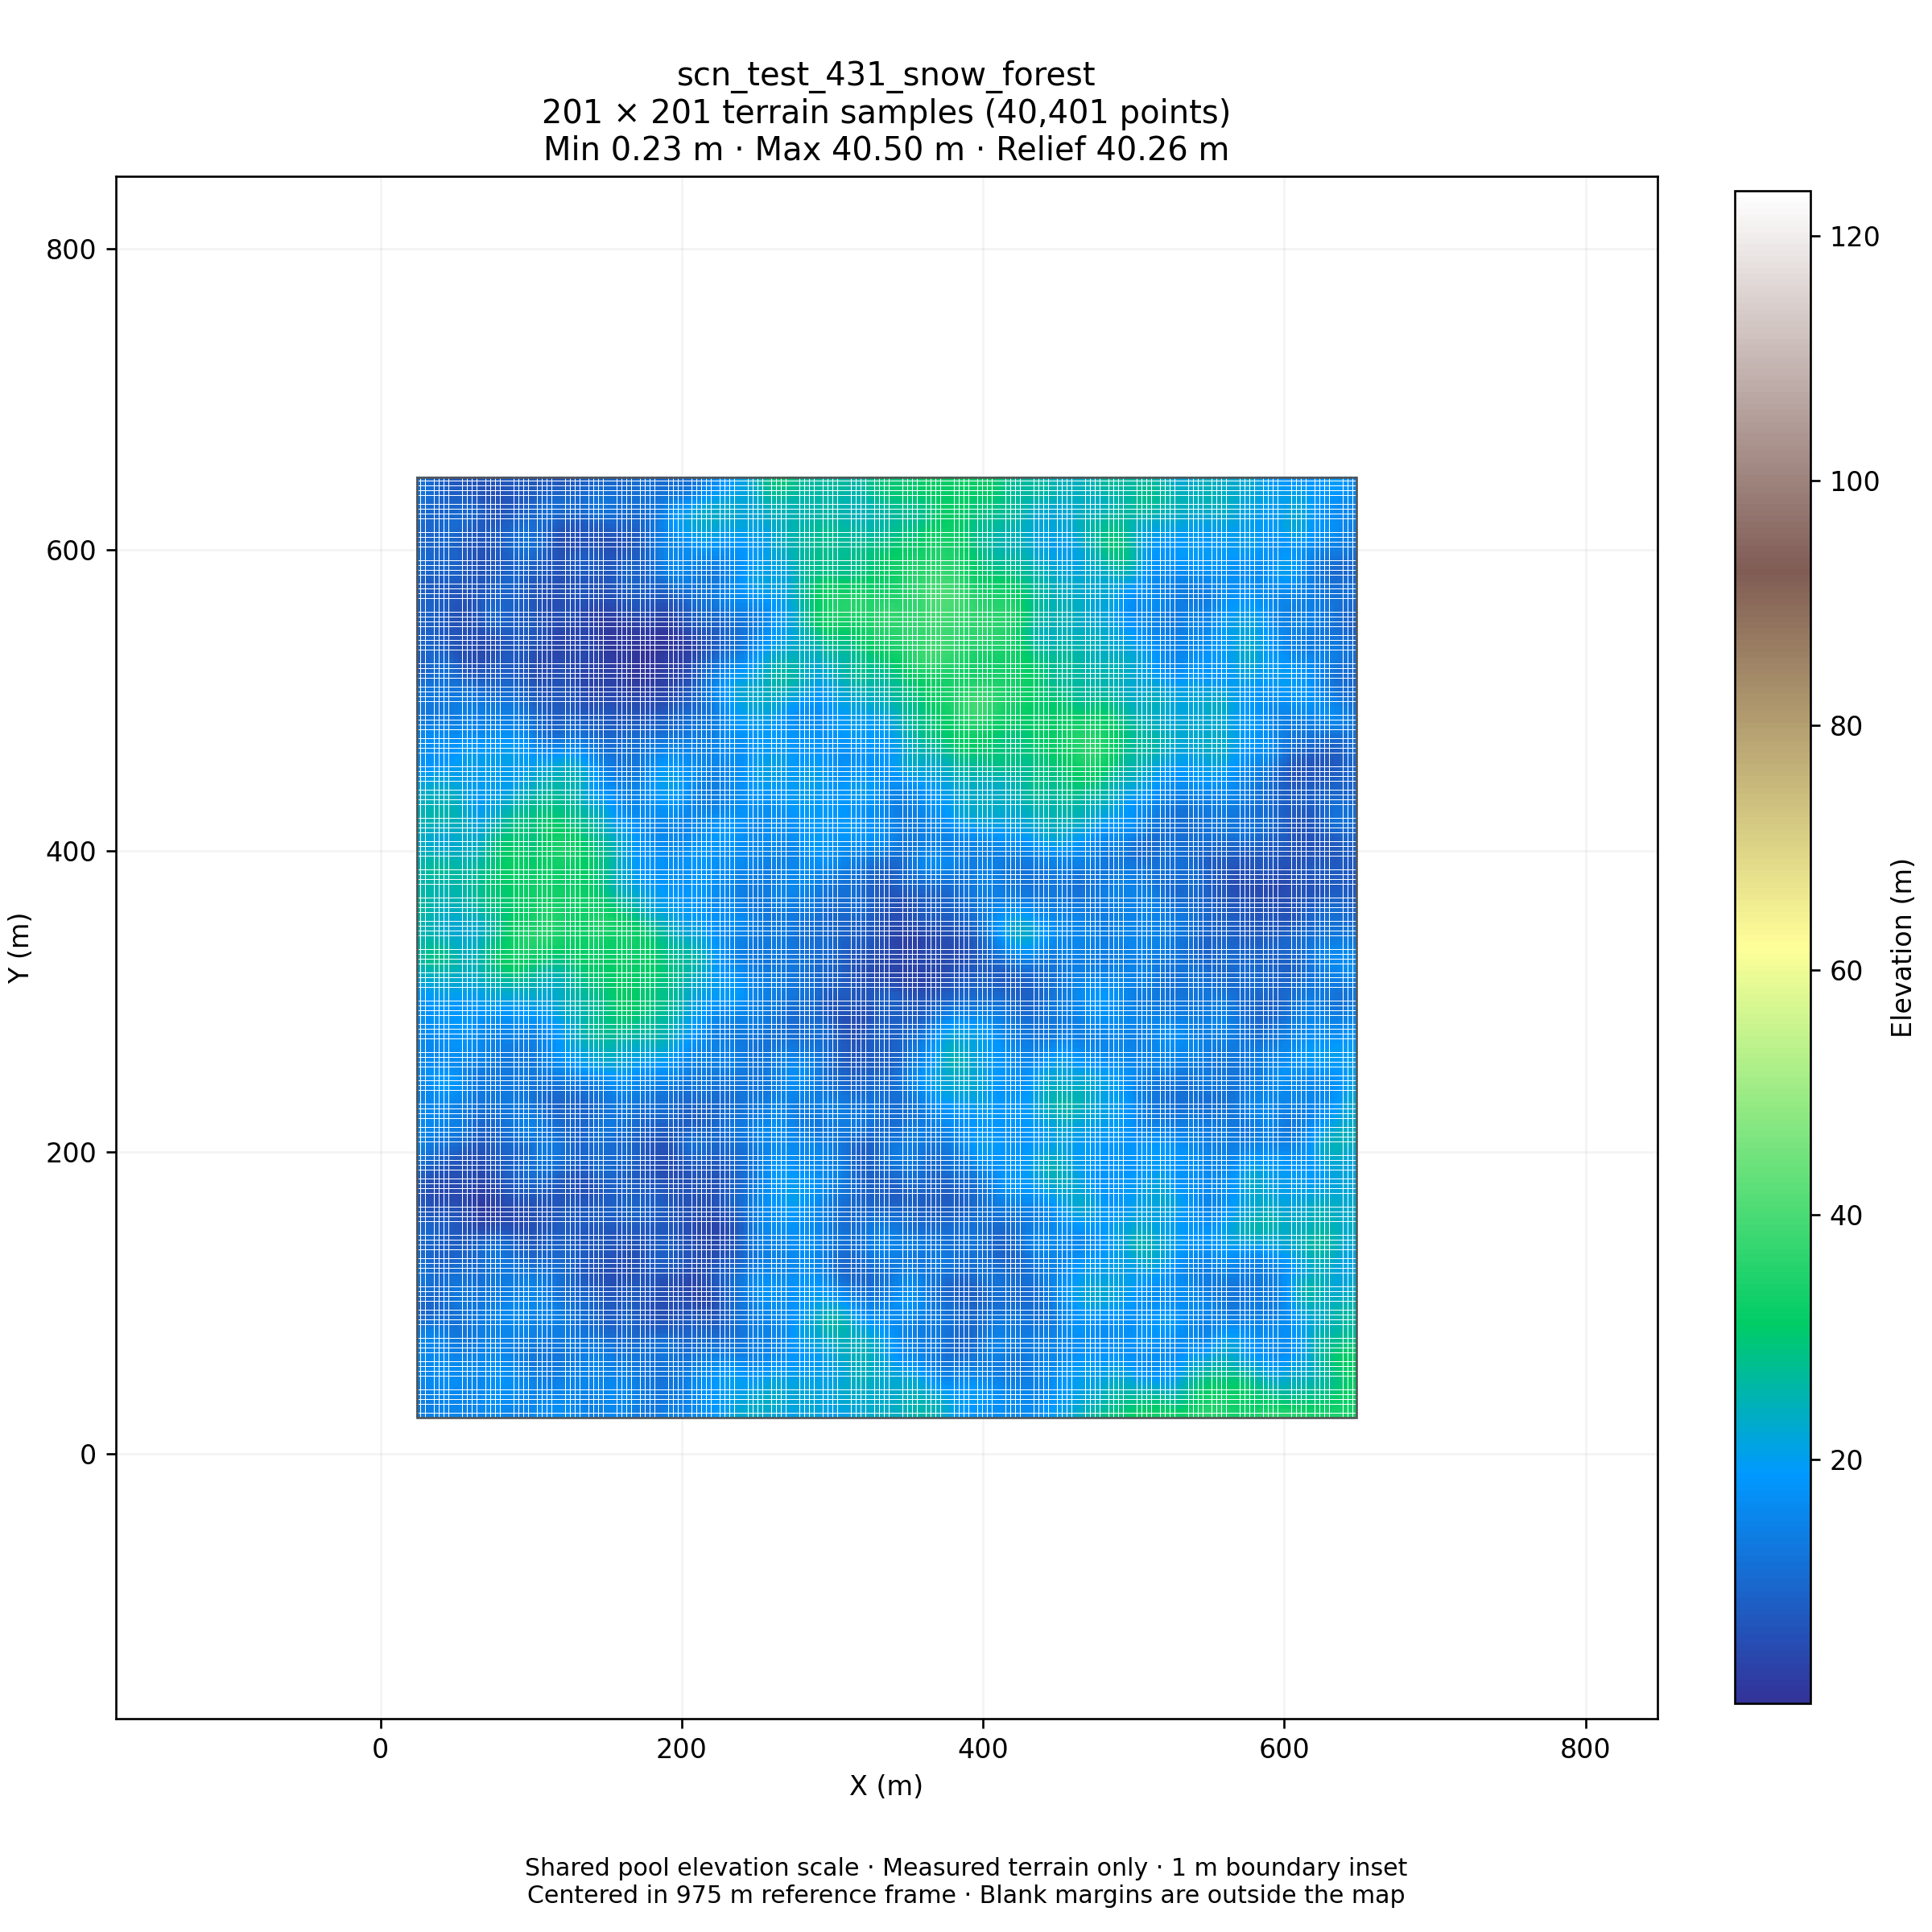 scn_test_431_snow_forest
201 × 201 terrain samples (40,401 points)
Min 0.23 m · Max 40.50 m · Relief 40.26 m
800
600
400
200
0
Y (m)
0 200 400 600 800
X (m)
120
100
80
60
40
20
Elevation (m)
Shared pool elevation scale · Measured terrain only · 1 m boundary inset
Centered in 975 m reference frame · Blank margins are outside the map